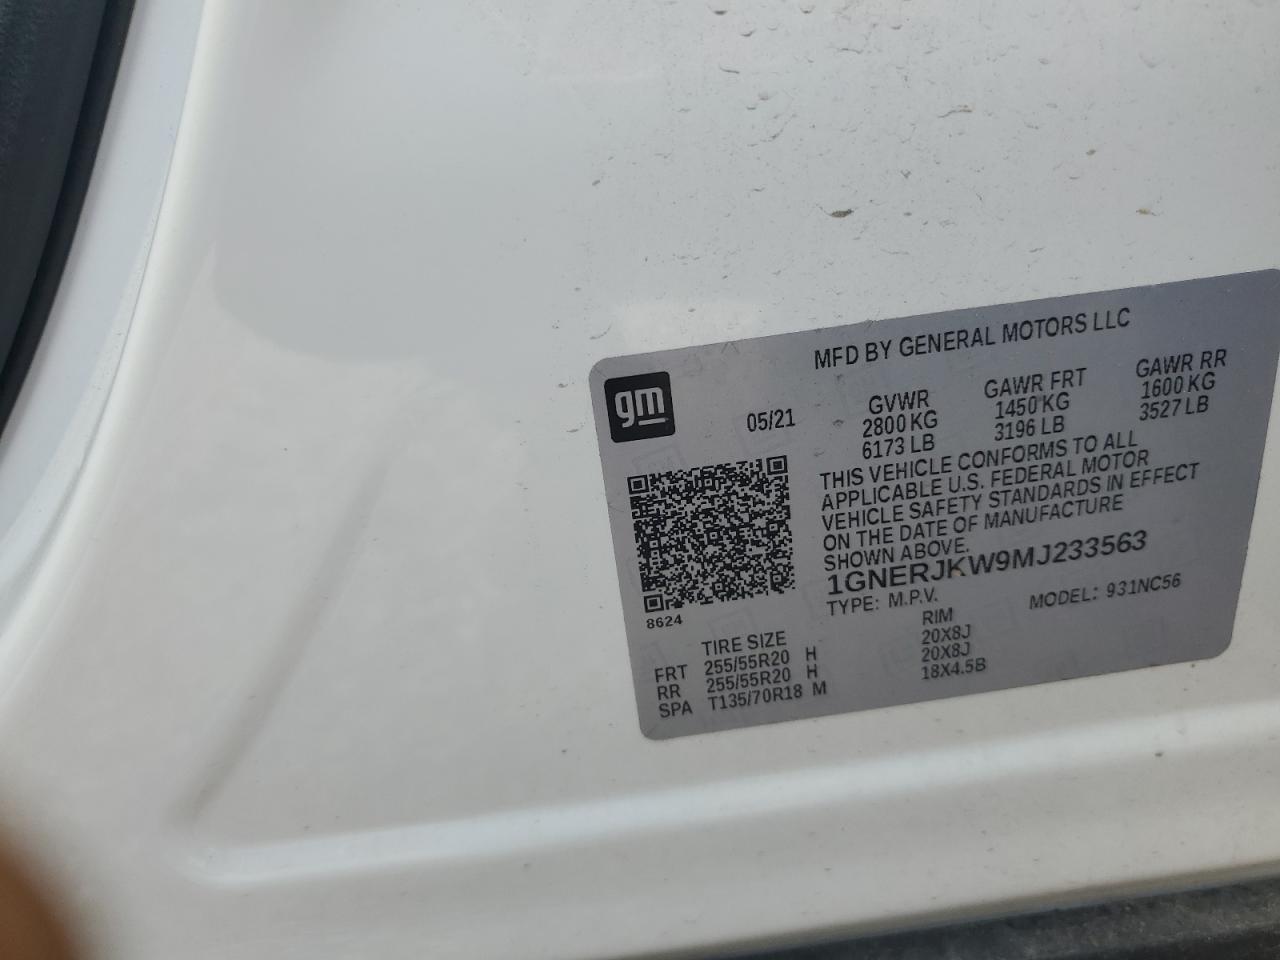 MFD BY GENERAL MOTORS LLC
gm
05/21
GVWR GAWR FRT GAWR RR
2800 KG 1450 KG 1600 KG
6173 LB 3196 LB 3527 LB
THIS VEHICLE CONFORMS TO ALL
APPLICABLE U.S. FEDERAL MOTOR
VEHICLE SAFETY STANDARDS IN EFFECT
ON THE DATE OF MANUFACTURE
SHOWN ABOVE.
1GNERJKW9MJ233563
TYPE: M.P.V. MODEL: 931NC56
8624
TIRE SIZE RIM
FRT 255/55R20 H 20X8J
RR 255/55R20 H 20X8J
SPA T135/70R18 M 18X4.5B